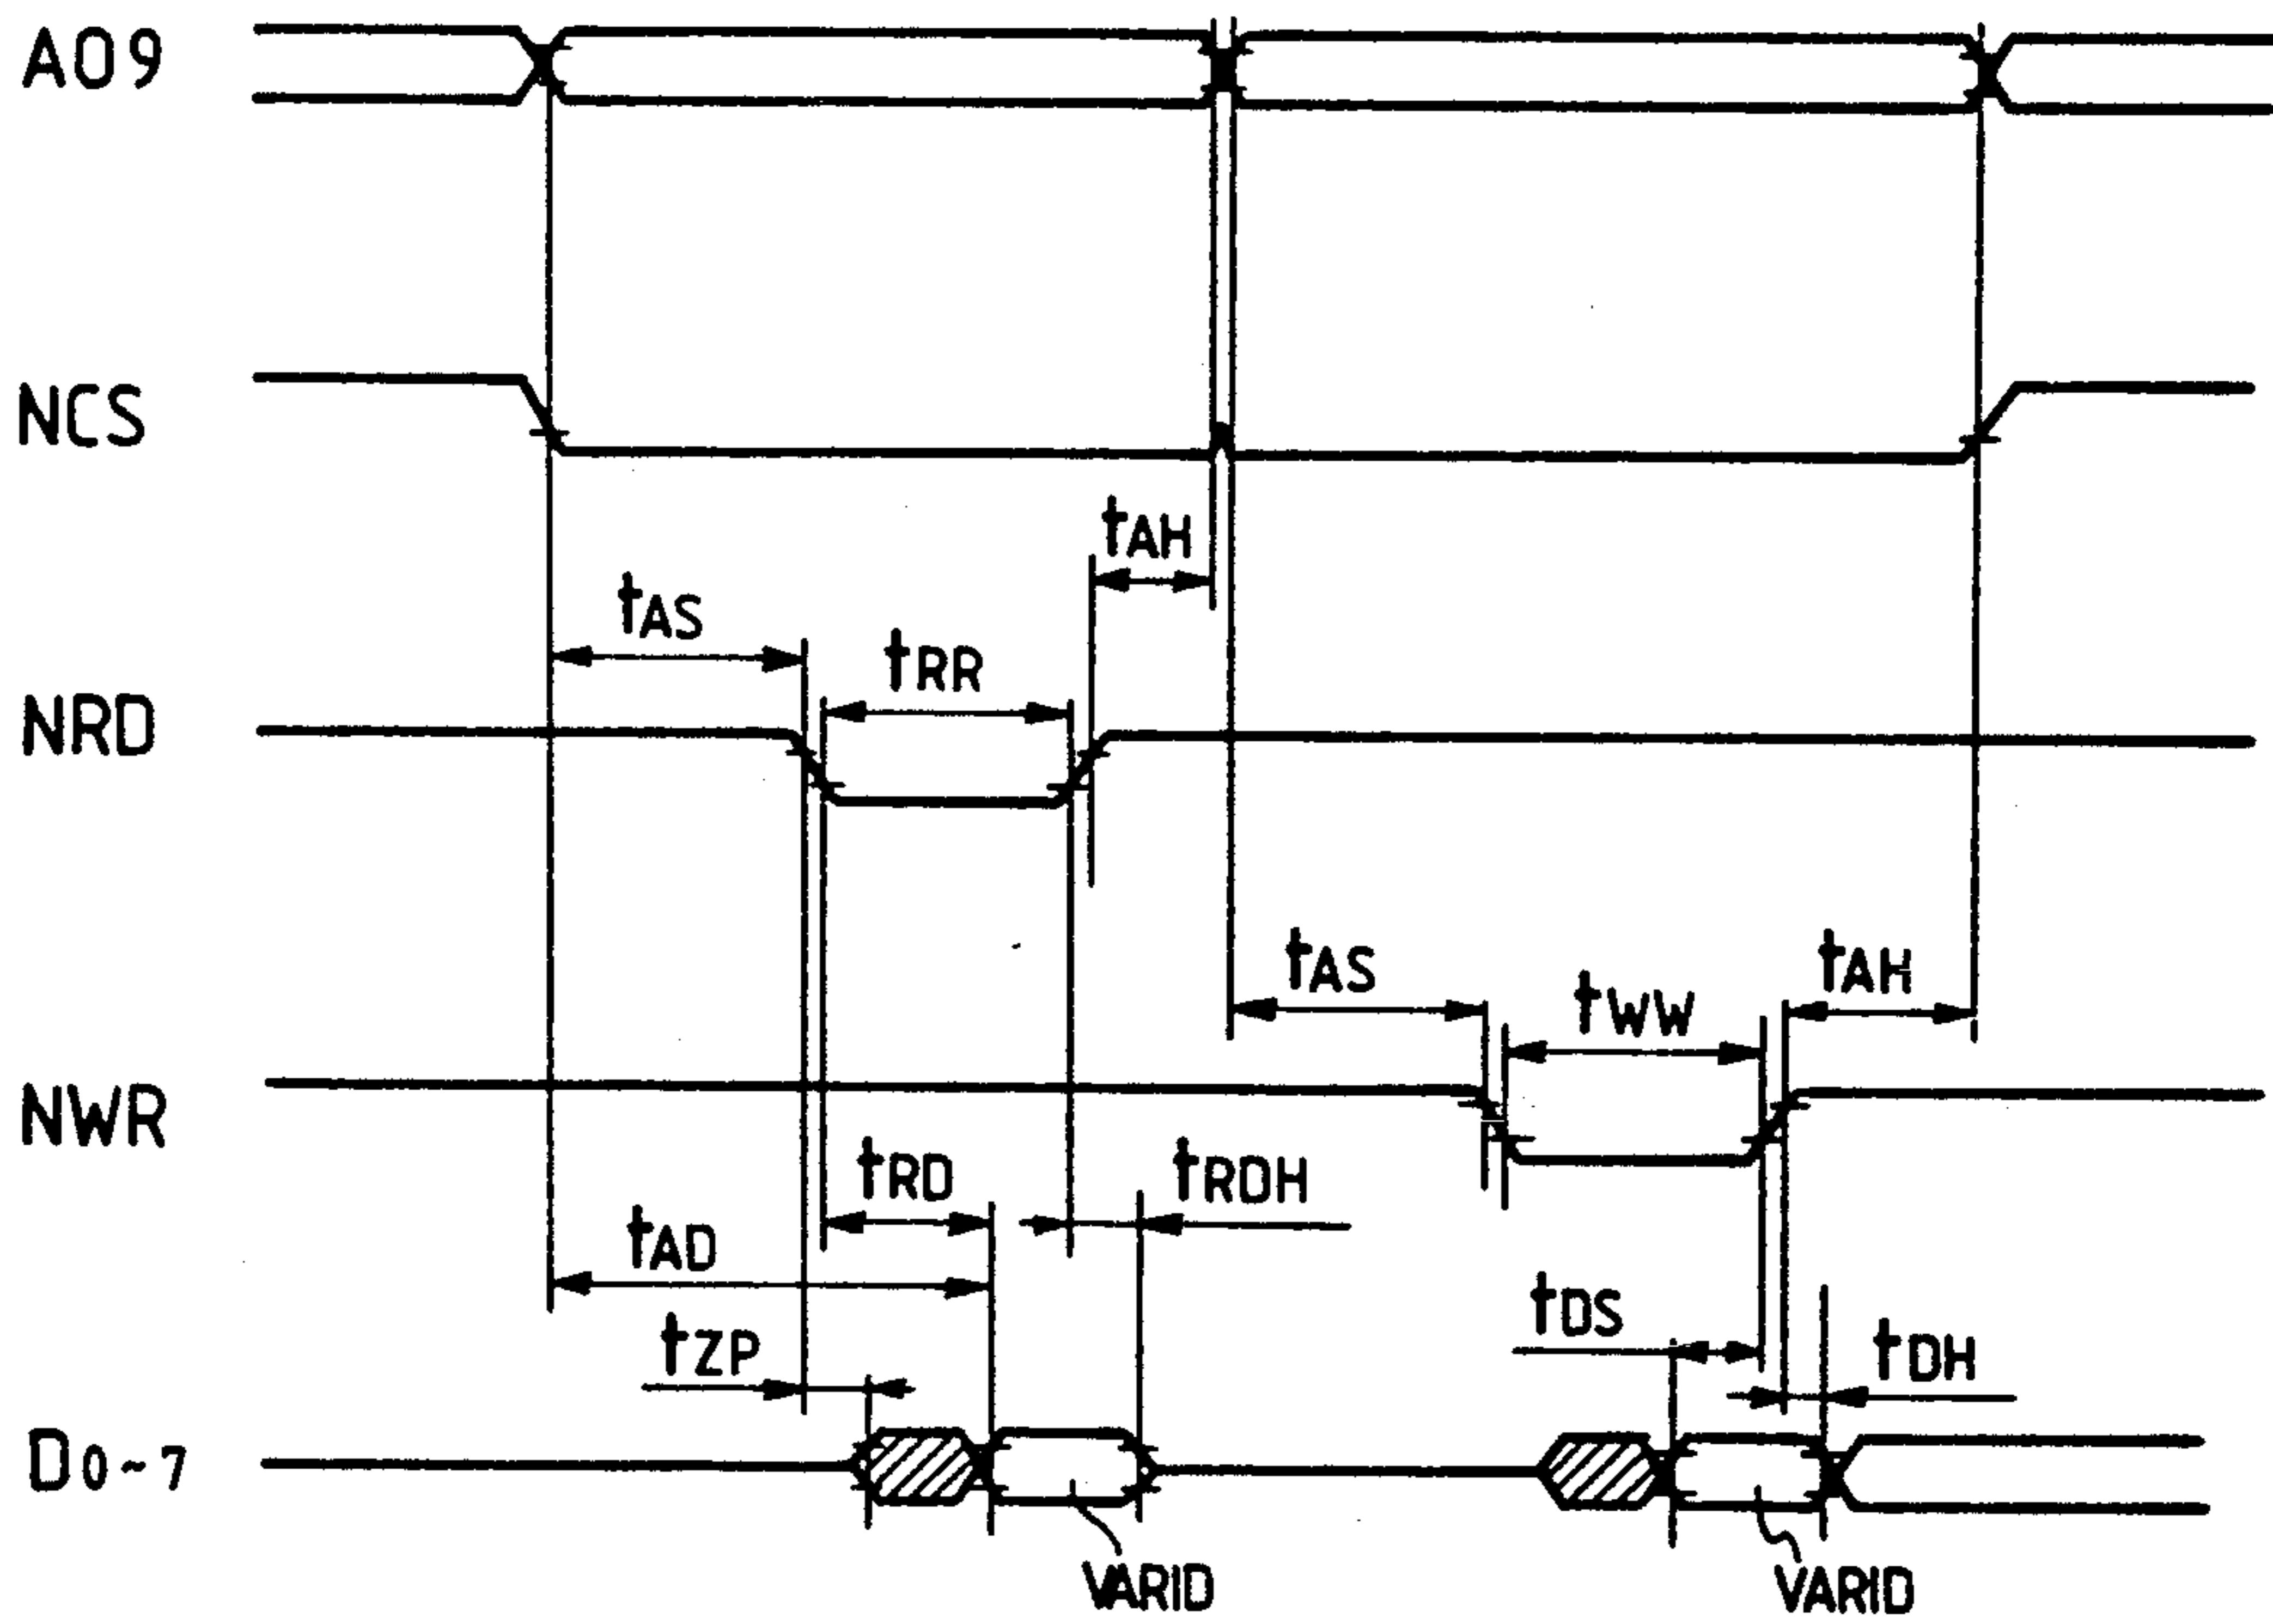 A09
NCS
tAH
tAS
tRR
NRD
tAS
tWW
tAH
NWR
tRD
tRDH
tAD
tDS
tZP
tDH
D0~7
VARID
VARID